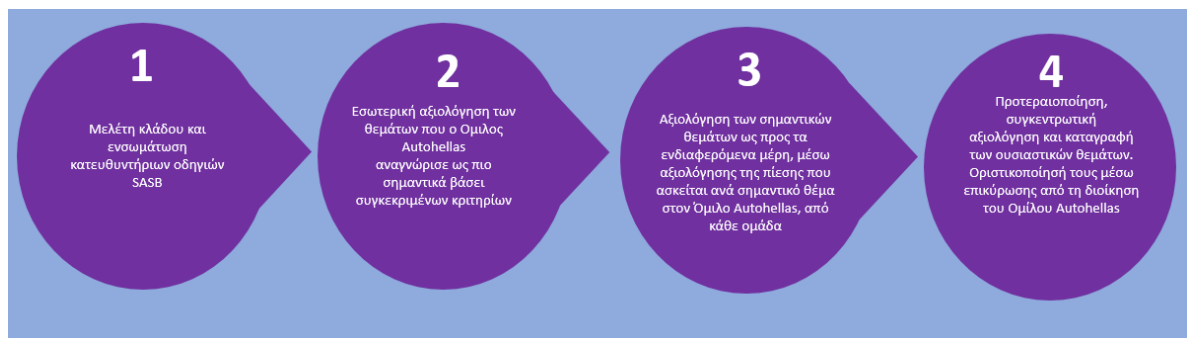 1
Μελέτη κλάδου και
ενσωμάτωση
κατευθυντήριων οδηγιών
SASB
2
Εσωτερική αξιολόγηση των
θεμάτων που ο Ομιλος
Autohellas
αναγνώρισε ως πιο
σημαντικά βάσει
συγκεκριμένων κριτηρίων
3
Αξιολόγηση των σημαντικών
θεμάτων ως προς τα
ενδιαφερόμενα μέρη, μέσω
αξιολόγησης της πίεσης που
ασκείται ανά σημαντικό θέμα
στον Όμιλο Autohellas, από
κάθε ομάδα
4
Προτεραιοποίηση,
συγκεντρωτική
αξιολόγηση και καταγραφή
των ουσιαστικών θεμάτων.
Οριστικοποίησή τους μέσω
επικύρωσης από τη διοίκηση
του Ομίλου Autohellas